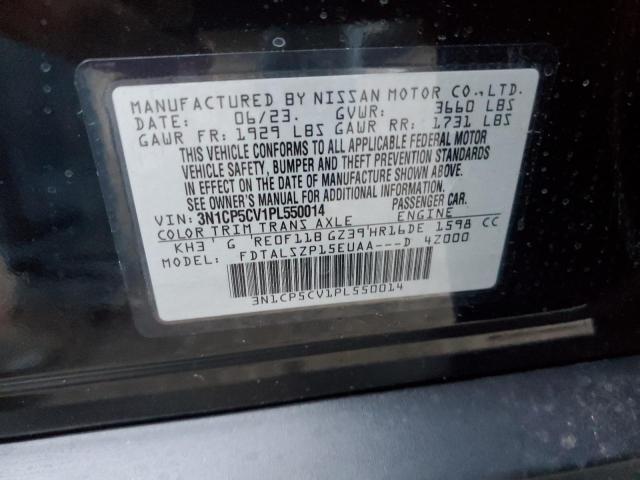 MANUFACTURED BY NISSAN MOTOR CO.,LTD.
DATE: 06/23. GVWR: 3660 LBS
GAWR FR: 1929 LBS GAWR RR: 1731 LBS
THIS VEHICLE CONFORMS TO ALL APPLICABLE FEDERAL MOTOR
VEHICLE SAFETY, BUMPER AND THEFT PREVENTION STANDARDS
IN EFFECT ON THE DATE OF MANUFACTURE SHOWN ABOVE.
SEE OWNER'S MANUAL FOR ADDITIONAL INFORMATION.
VIN: 3N1CP5CV1PL550014 PASSENGER CAR.
COLOR TRIM TRANS AXLE ENGINE
KH3' G 'RE0F11B GZ39'HR16DE 1598 CC
MODEL: FDTALSZP15EUAA---D 4Z000
3N1CP5CV1PL550014